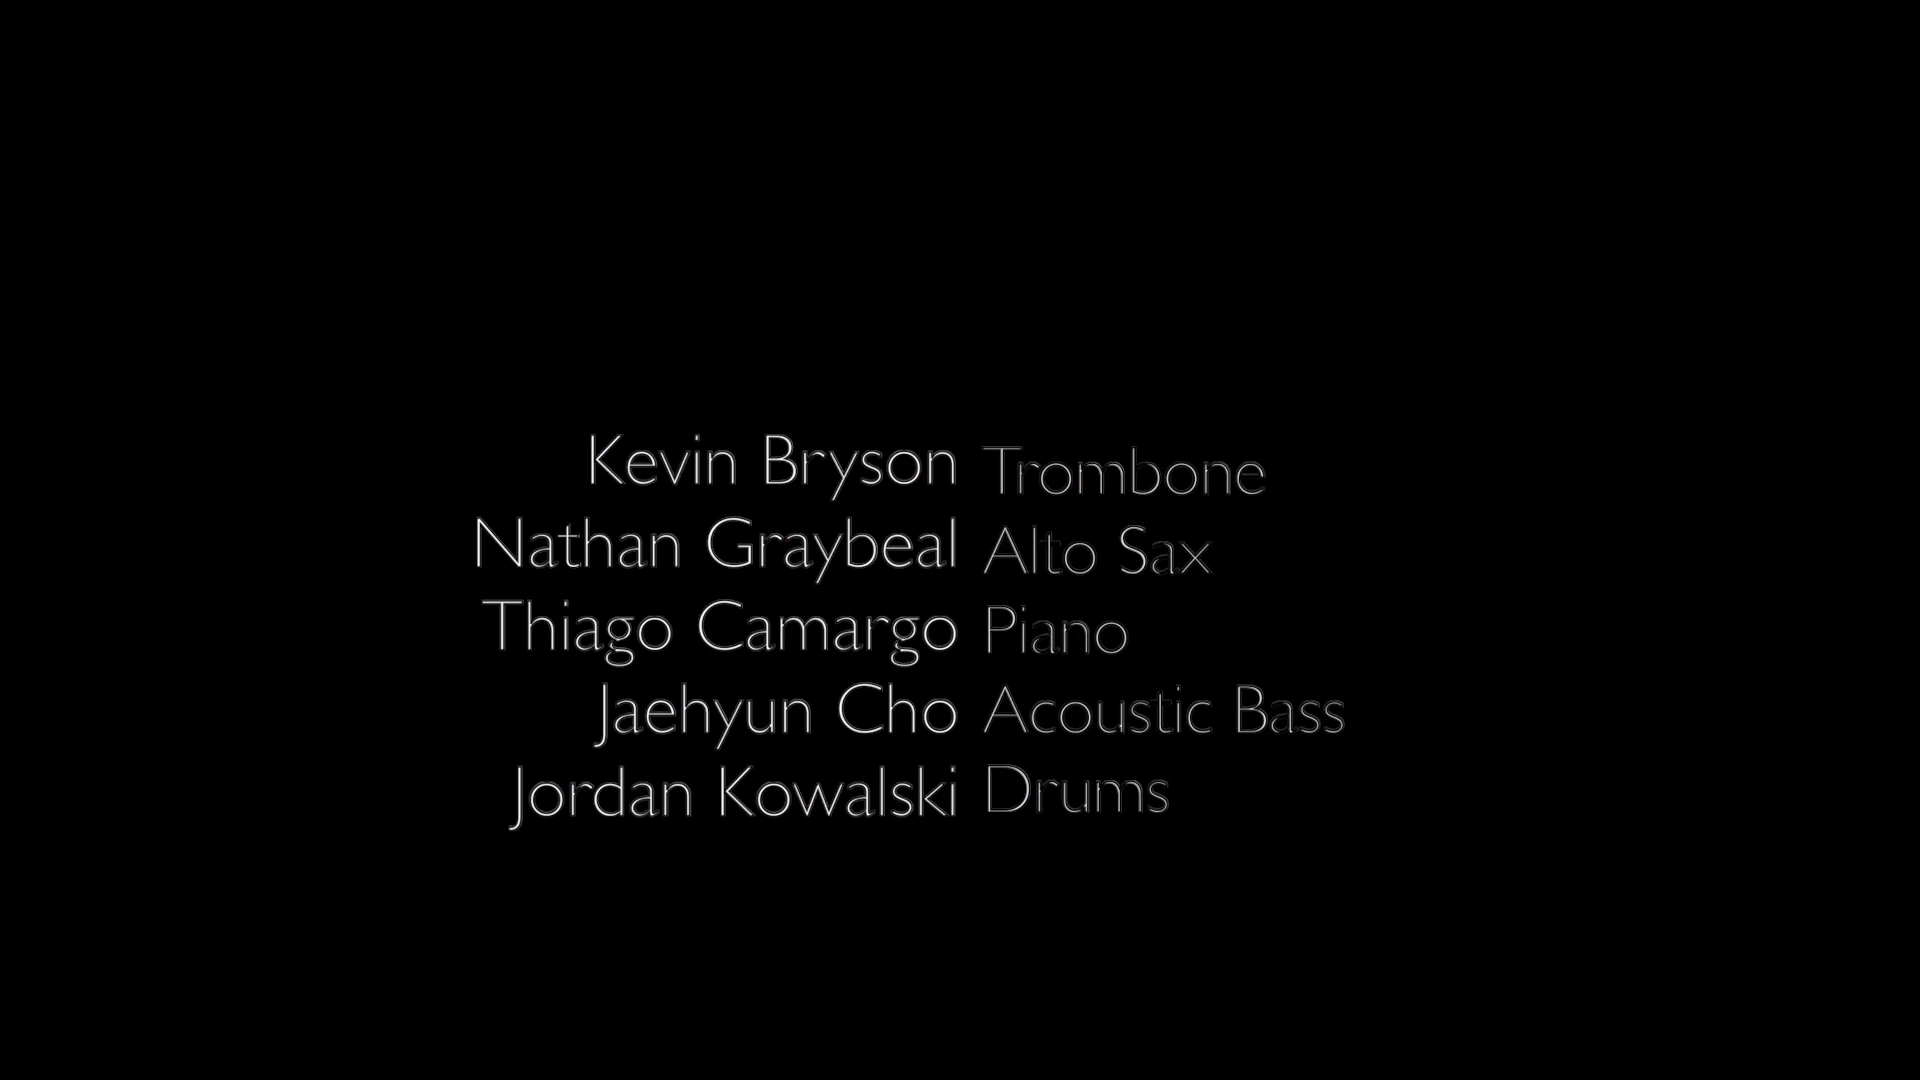 Kevin Bryson Trombone
Nathan Graybeal Alto Sax
Thiago Camargo Piano
Jaehyun Cho Acoustic Bass
Jordan Kowalski Drums